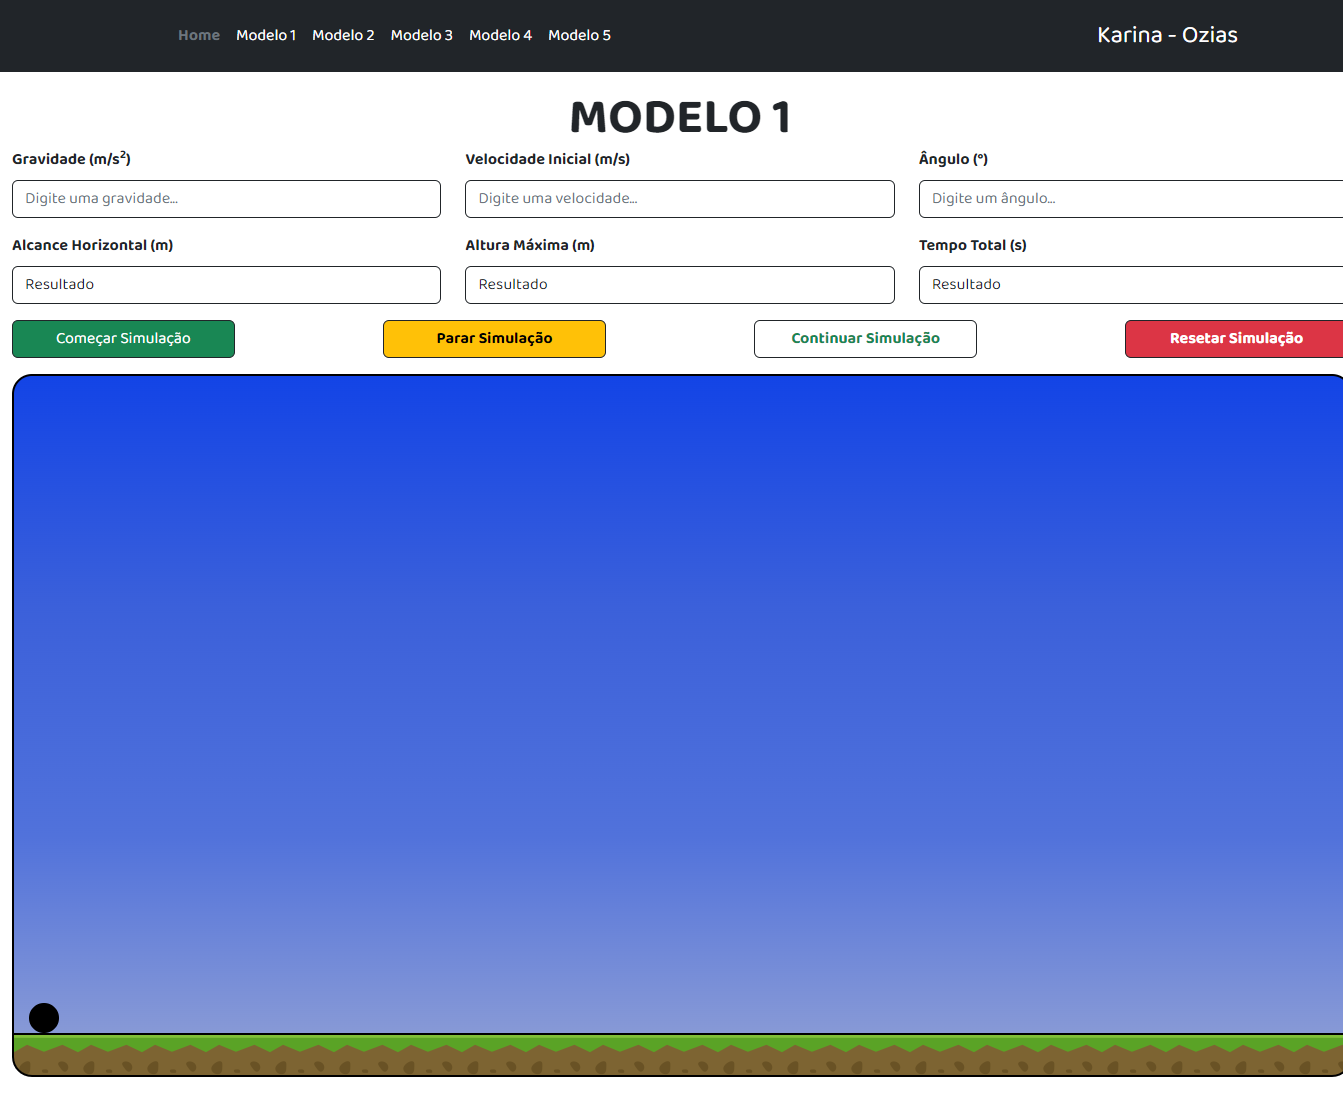 Home Modelo 1 Modelo 2 Modelo 3 Modelo 4 Modelo 5 Karina - Ozias
MODELO 1
Gravidade (m/s²) Velocidade Inicial (m/s) Ângulo (º)
Digite uma gravidade... Digite uma velocidade... Digite um ângulo...
Alcance Horizontal (m) Altura Máxima (m) Tempo Total (s)
Resultado Resultado Resultado
Começar Simulação Parar Simulação Continuar Simulação Resetar Simulação